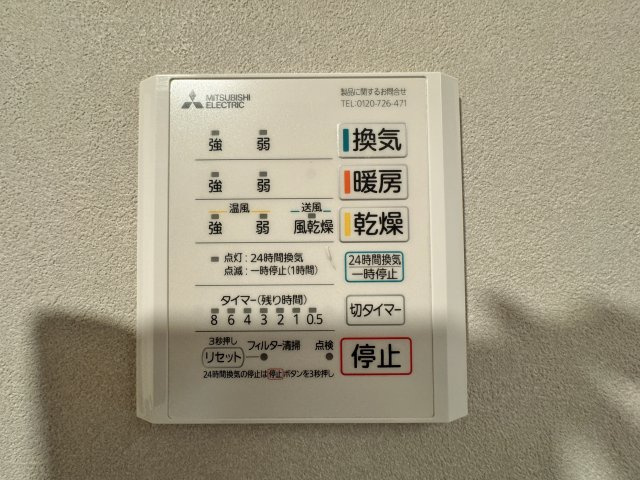 MITSUBISHI
ELECTRIC
製品に関するお問合せ
TEL:0120-726-471
強 弱 換気
強 弱 暖房
温風 送風
強 弱 風乾燥 乾燥
点灯：24時間換気
点滅：一時停止(1時間)
24時間換気
一時停止
タイマー(残り時間)
8 6 4 3 2 1 0.5
切タイマー
3秒押し
リセット フィルター清掃 点検
停止
24時間換気の停止は停止ボタンを3秒押し